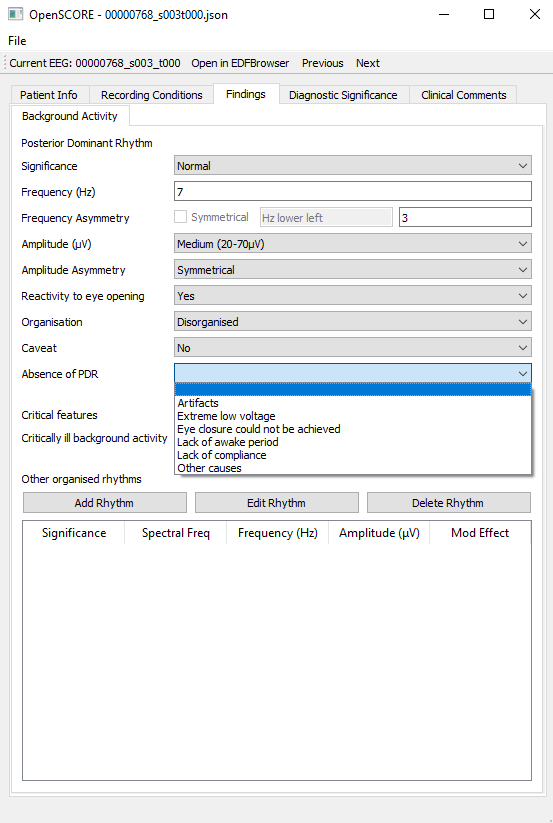 OpenSCORE - 00000768_s003t000.json
File
Current EEG: 00000768_s003_t000 Open in EDFBrowser Previous Next
Patient Info Recording Conditions Findings Diagnostic Significance Clinical Comments
Background Activity
Posterior Dominant Rhythm
Significance Normal
Frequency (Hz) 7
Frequency Asymmetry Symmetrical Hz lower left 3
Amplitude (µV) Medium (20-70µV)
Amplitude Asymmetry Symmetrical
Reactivity to eye opening Yes
Organisation Disorganised
Caveat No
Absence of PDR
Artifacts
Critical features Extreme low voltage
Eye closure could not be achieved
Critically ill background activity Lack of awake period
Lack of compliance
Other causes
Other organised rhythms
Add Rhythm Edit Rhythm Delete Rhythm
Significance Spectral Freq Frequency (Hz) Amplitude (µV) Mod Effect